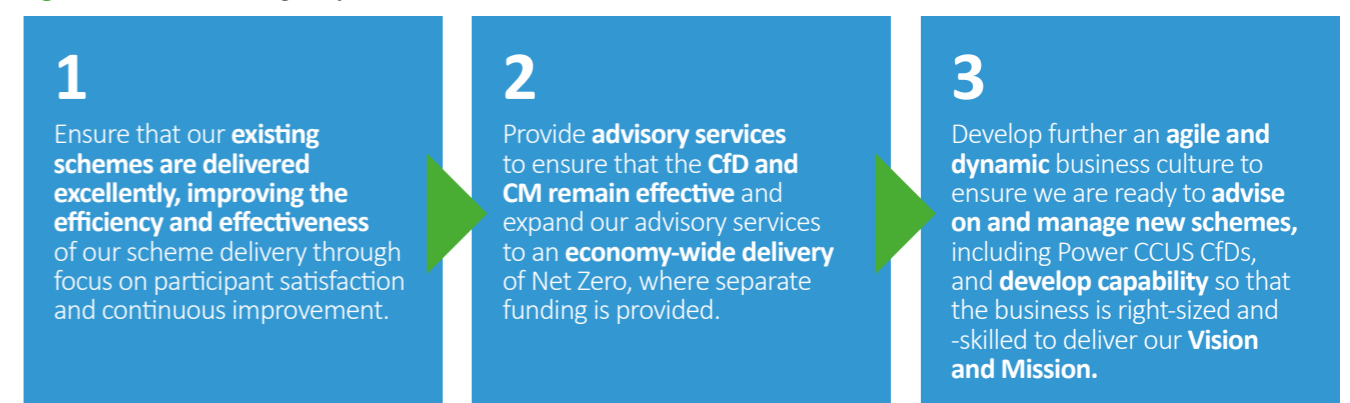 1
Ensure that our existing
schemes are delivered
excellently, improving the
efficiency and effectiveness
of our scheme delivery through
focus on participant satisfaction
and continuous improvement.
2
Provide advisory services
to ensure that the CfD and
CM remain effective and
expand our advisory services
to an economy-wide delivery
of Net Zero, where separate
funding is provided.
3
Develop further an agile and
dynamic business culture to
ensure we are ready to advise
on and manage new schemes,
including Power CCUS CfDs,
and develop capability so that
the business is right-sized and
-skilled to deliver our Vision
and Mission.